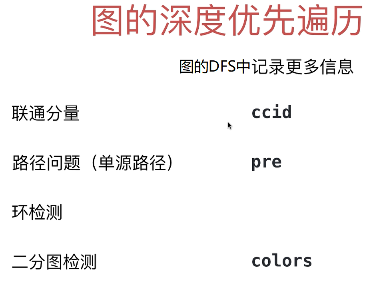 图的深度优先遍历
图的DFS中记录更多信息
联通分量 ccid
路径问题（单源路径） pre
环检测
二分图检测 colors